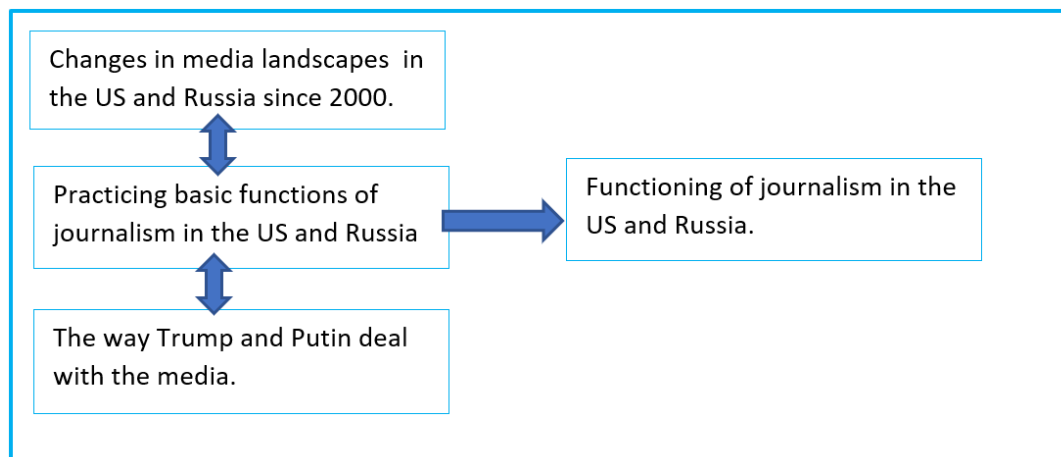 Changes in media landscapes in
the US and Russia since 2000.
Practicing basic functions of
journalism in the US and Russia
Functioning of journalism in the
US and Russia.
The way Trump and Putin deal
with the media.